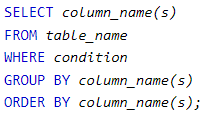 SELECT column_name(s)
FROM table_name
WHERE condition
GROUP BY column_name(s)
ORDER BY column_name(s);